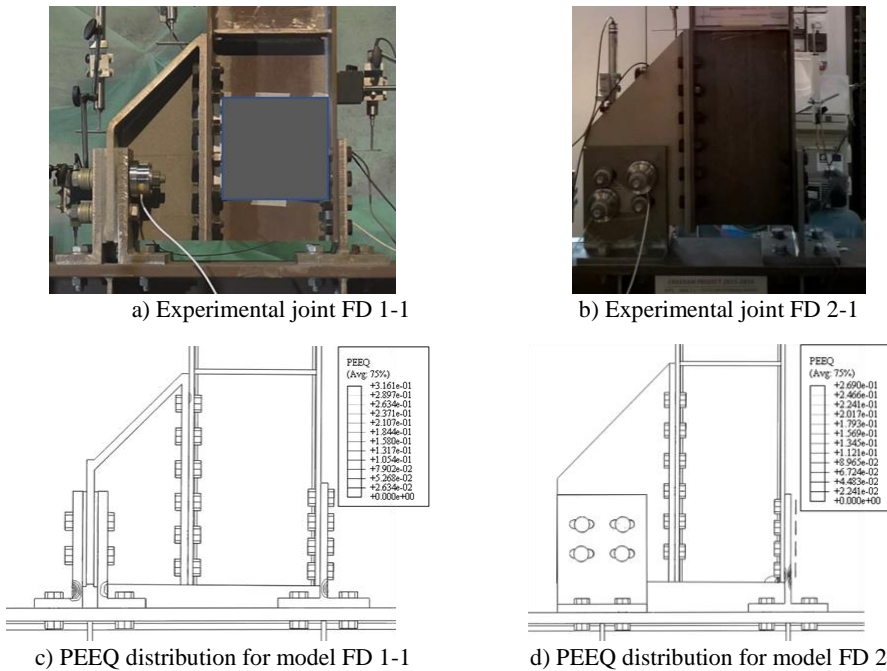 a) Experimental joint FD 1-1
b) Experimental joint FD 2-1
PEEQ
(Avg: 75%)
+3.161e-01
+2.897e-01
+2.634e-01
+2.371e-01
+2.107e-01
+1.844e-01
+1.580e-01
+1.317e-01
+1.054e-01
+7.902e-02
+5.268e-02
+2.634e-02
+0.000e+00
PEEQ
(Avg: 75%)
+2.690e-01
+2.466e-01
+2.241e-01
+2.017e-01
+1.793e-01
+1.569e-01
+1.345e-01
+1.121e-01
+8.965e-02
+6.724e-02
+4.483e-02
+2.241e-02
+0.000e+00
c) PEEQ distribution for model FD 1-1
d) PEEQ distribution for model FD 2